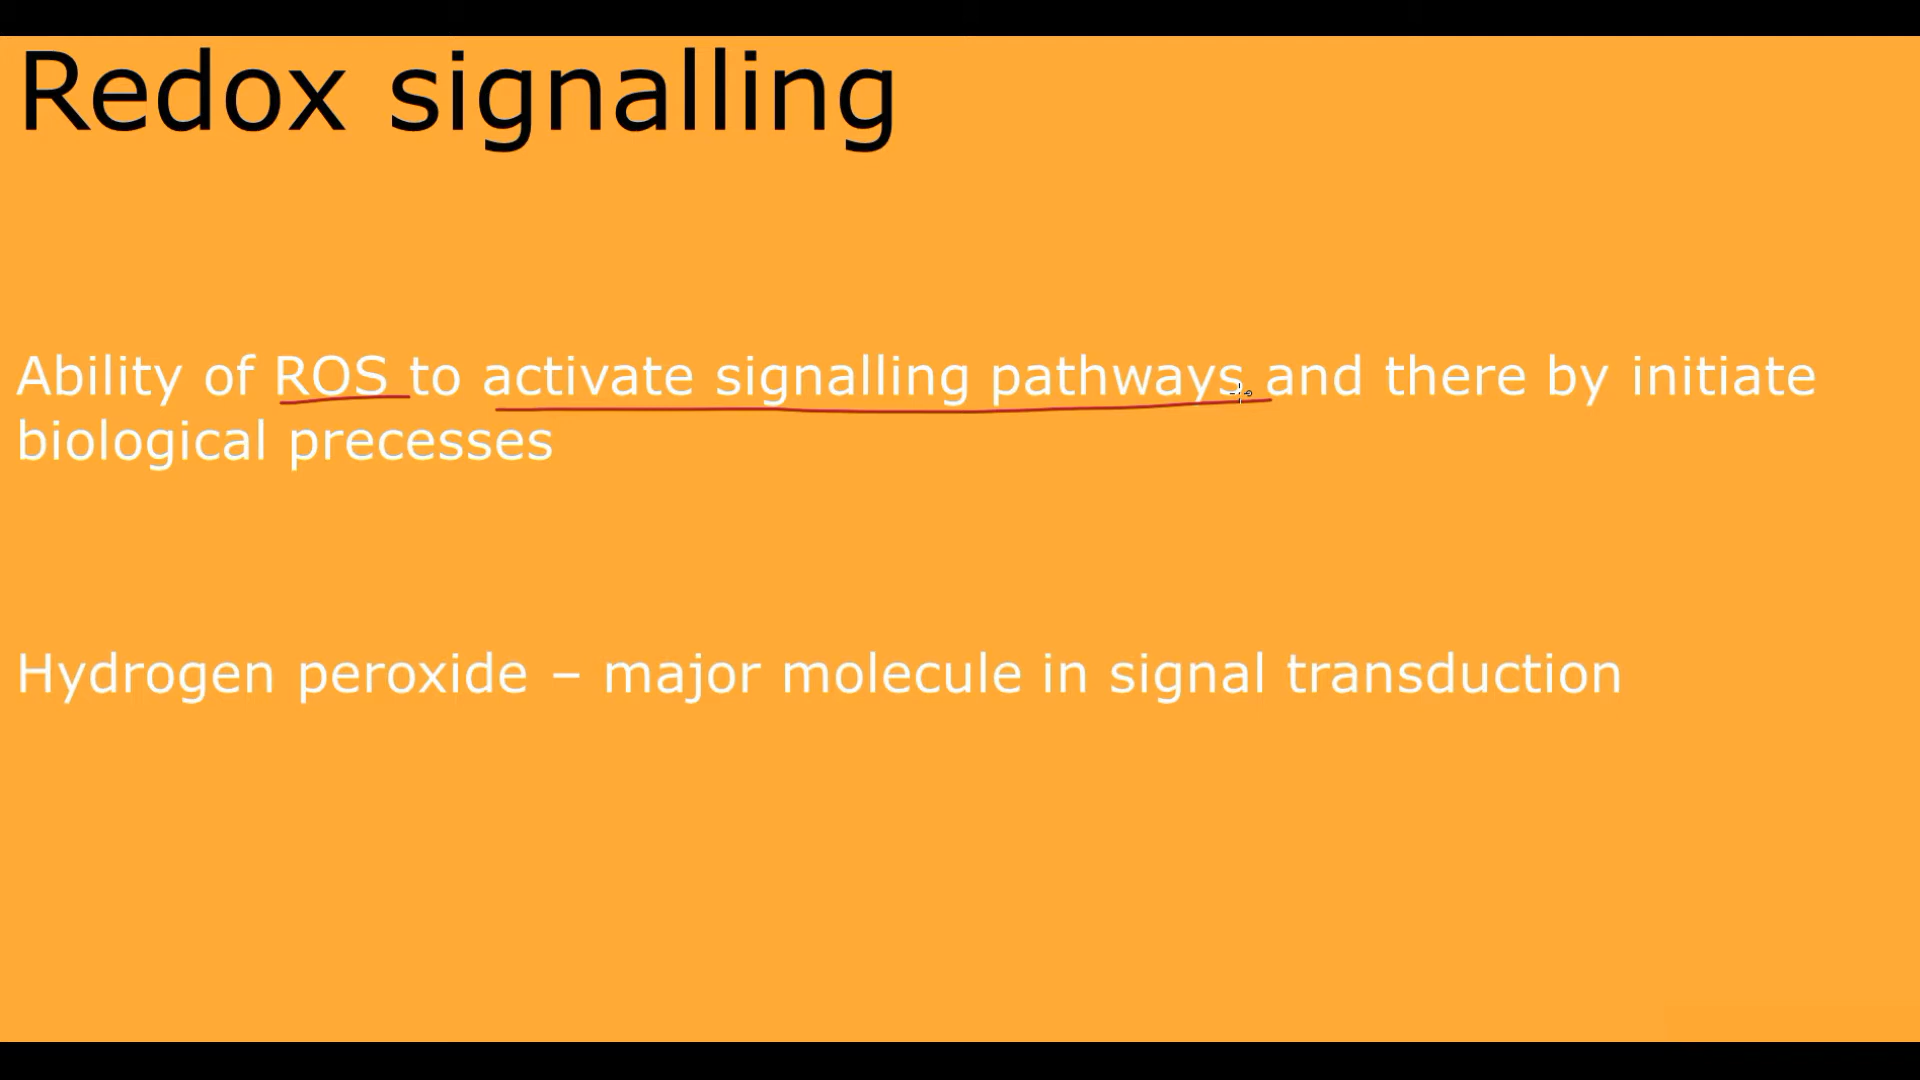 Redox signalling
Ability of ROS to activate signalling pathways and there by initiate
biological precesses
Hydrogen peroxide – major molecule in signal transduction